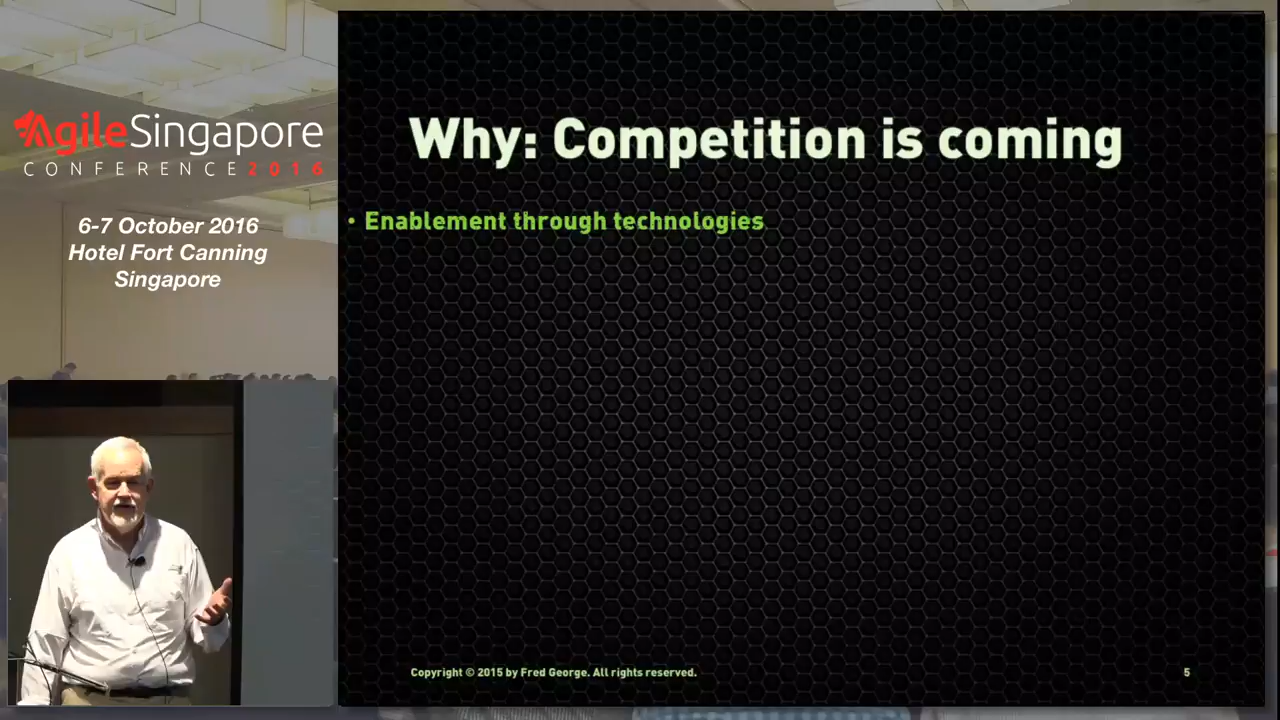 AgileSingapore
CONFERENCE2016
6-7 October 2016
Hotel Fort Canning
Singapore
Why: Competition is coming
• Enablement through technologies
Copyright © 2015 by Fred George. All rights reserved.
5